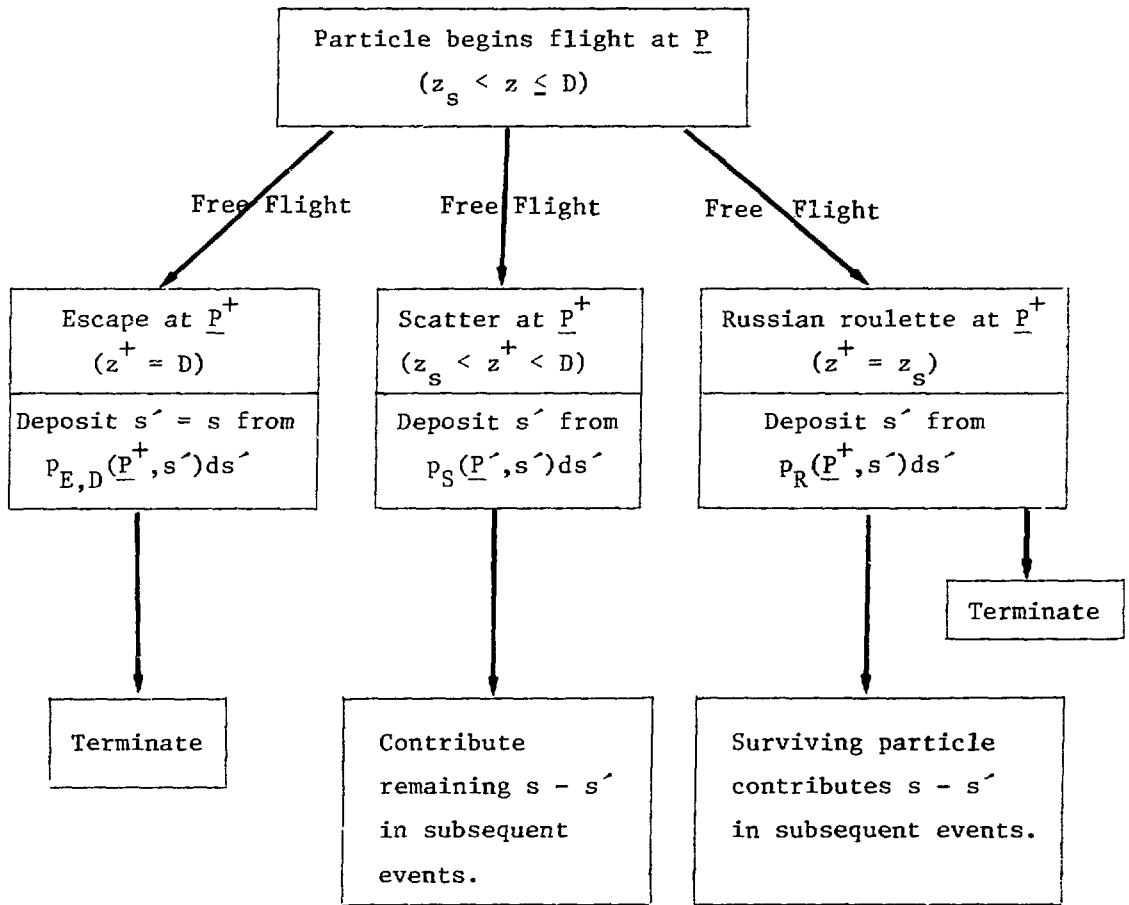 Particle begins flight at P
(z_s < z ≤ D)
Free Flight
Free Flight
Free Flight
Escape at P^+
(z^+ = D)
Deposit s´ = s from
p_E,D(P^+,s´)ds´
Scatter at P^+
(z_s < z^+ < D)
Deposit s´ from
p_S(P´,s´)ds´
Russian roulette at P^+
(z^+ = z_s)
Deposit s´ from
p_R(P^+,s´)ds´
Terminate
Terminate
Contribute
remaining s - s´
in subsequent
events.
Surviving particle
contributes s - s´
in subsequent events.